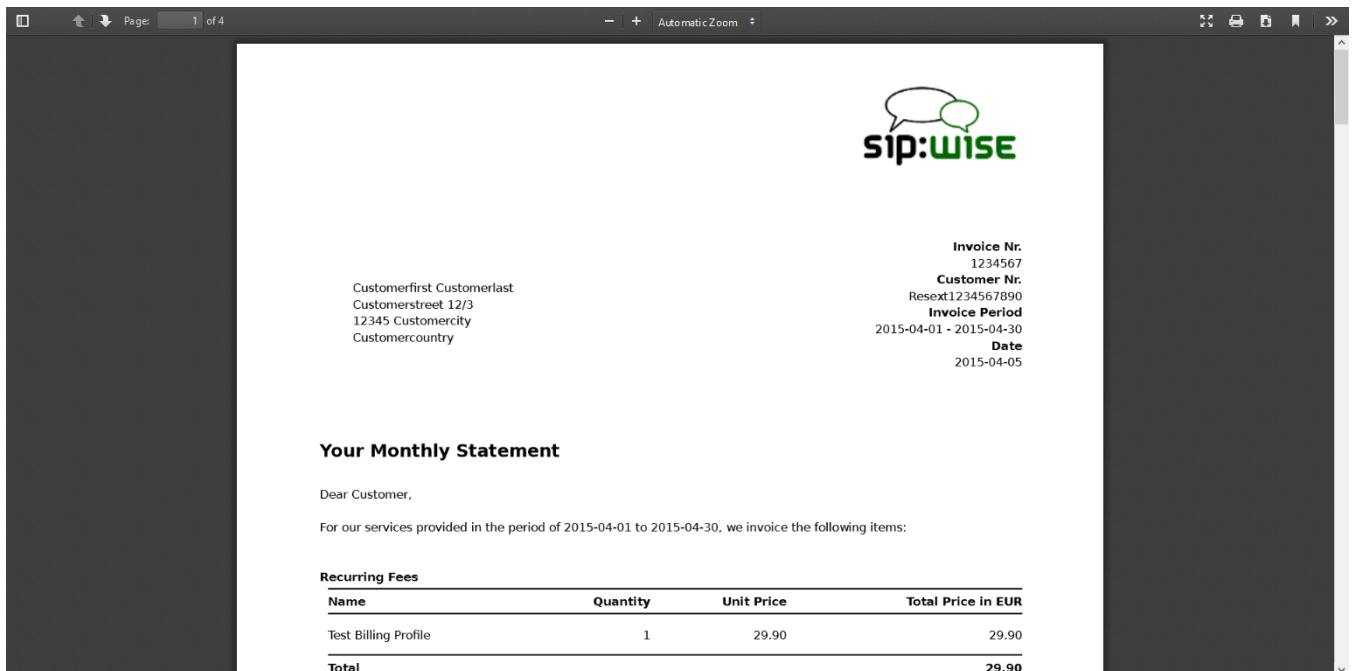 Page: 1 of 4
Automatic Zoom
sip:wise
Invoice Nr.
1234567
Customer Nr.
Resext1234567890
Invoice Period
2015-04-01 - 2015-04-30
Date
2015-04-05
Customerfirst Customerlast
Customerstreet 12/3
12345 Customercity
Customercountry
Your Monthly Statement
Dear Customer,
For our services provided in the period of 2015-04-01 to 2015-04-30, we invoice the following items:
Recurring Fees
Name Quantity Unit Price Total Price in EUR
Test Billing Profile 1 29.90 29.90
Total 29.90